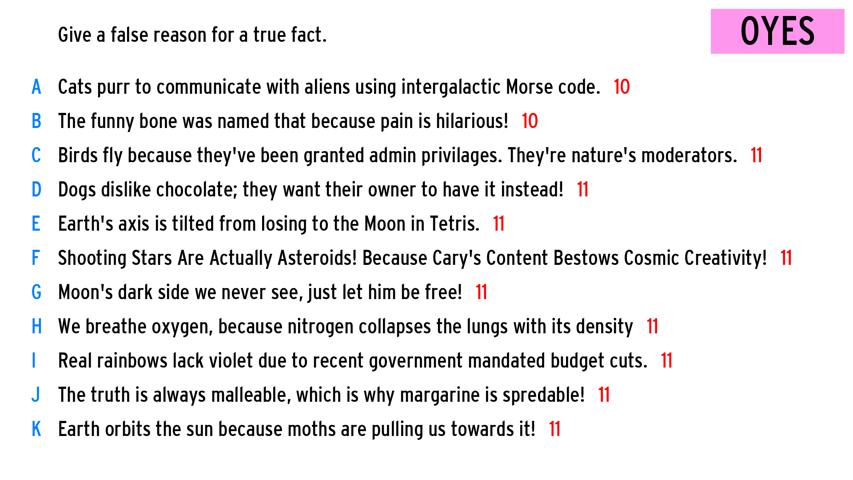 Give a false reason for a true fact.
OYES
A Cats purr to communicate with aliens using intergalactic Morse code. 10
B The funny bone was named that because pain is hilarious! 10
C Birds fly because they've been granted admin privilages. They're nature's moderators. 11
D Dogs dislike chocolate; they want their owner to have it instead! 11
E Earth's axis is tilted from losing to the Moon in Tetris. 11
F Shooting Stars Are Actually Asteroids! Because Cary's Content Bestows Cosmic Creativity! 11
G Moon's dark side we never see, just let him be free! 11
H We breathe oxygen, because nitrogen collapses the lungs with its density 11
I Real rainbows lack violet due to recent government mandated budget cuts. 11
J The truth is always malleable, which is why margarine is spredable! 11
K Earth orbits the sun because moths are pulling us towards it! 11